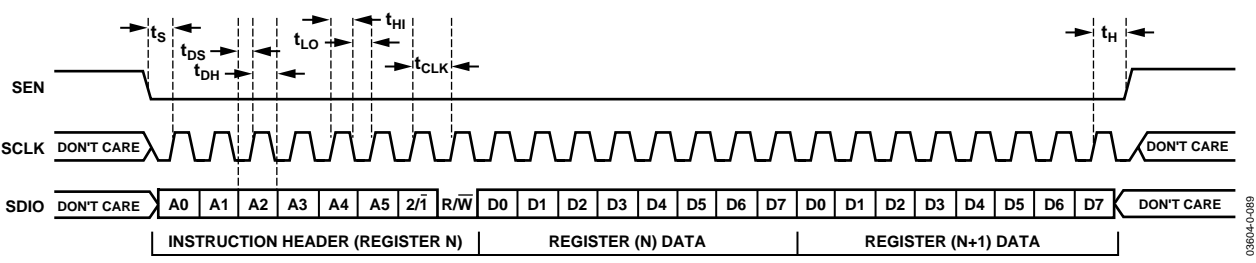 tS
tDS
tDH
tHI
tLO
tCLK
tH
SEN
SCLK DON'T CARE DON'T CARE
SDIO DON'T CARE A0 A1 A2 A3 A4 A5 2/1̅ R/W̅ D0 D1 D2 D3 D4 D5 D6 D7 D0 D1 D2 D3 D4 D5 D6 D7 DON'T CARE
INSTRUCTION HEADER (REGISTER N) REGISTER (N) DATA REGISTER (N+1) DATA
03604-0-089